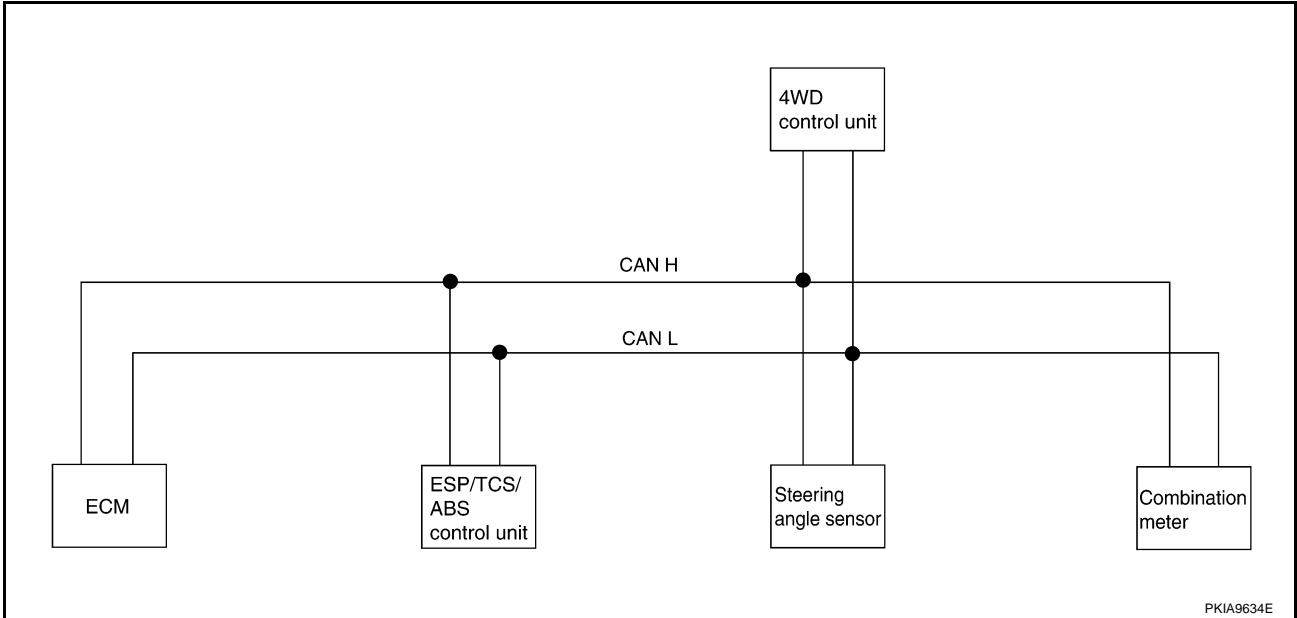 4WD
control unit
CAN H
CAN L
ECM
ESP/TCS/
ABS
control unit
Steering
angle sensor
Combination
meter
PKIA9634E